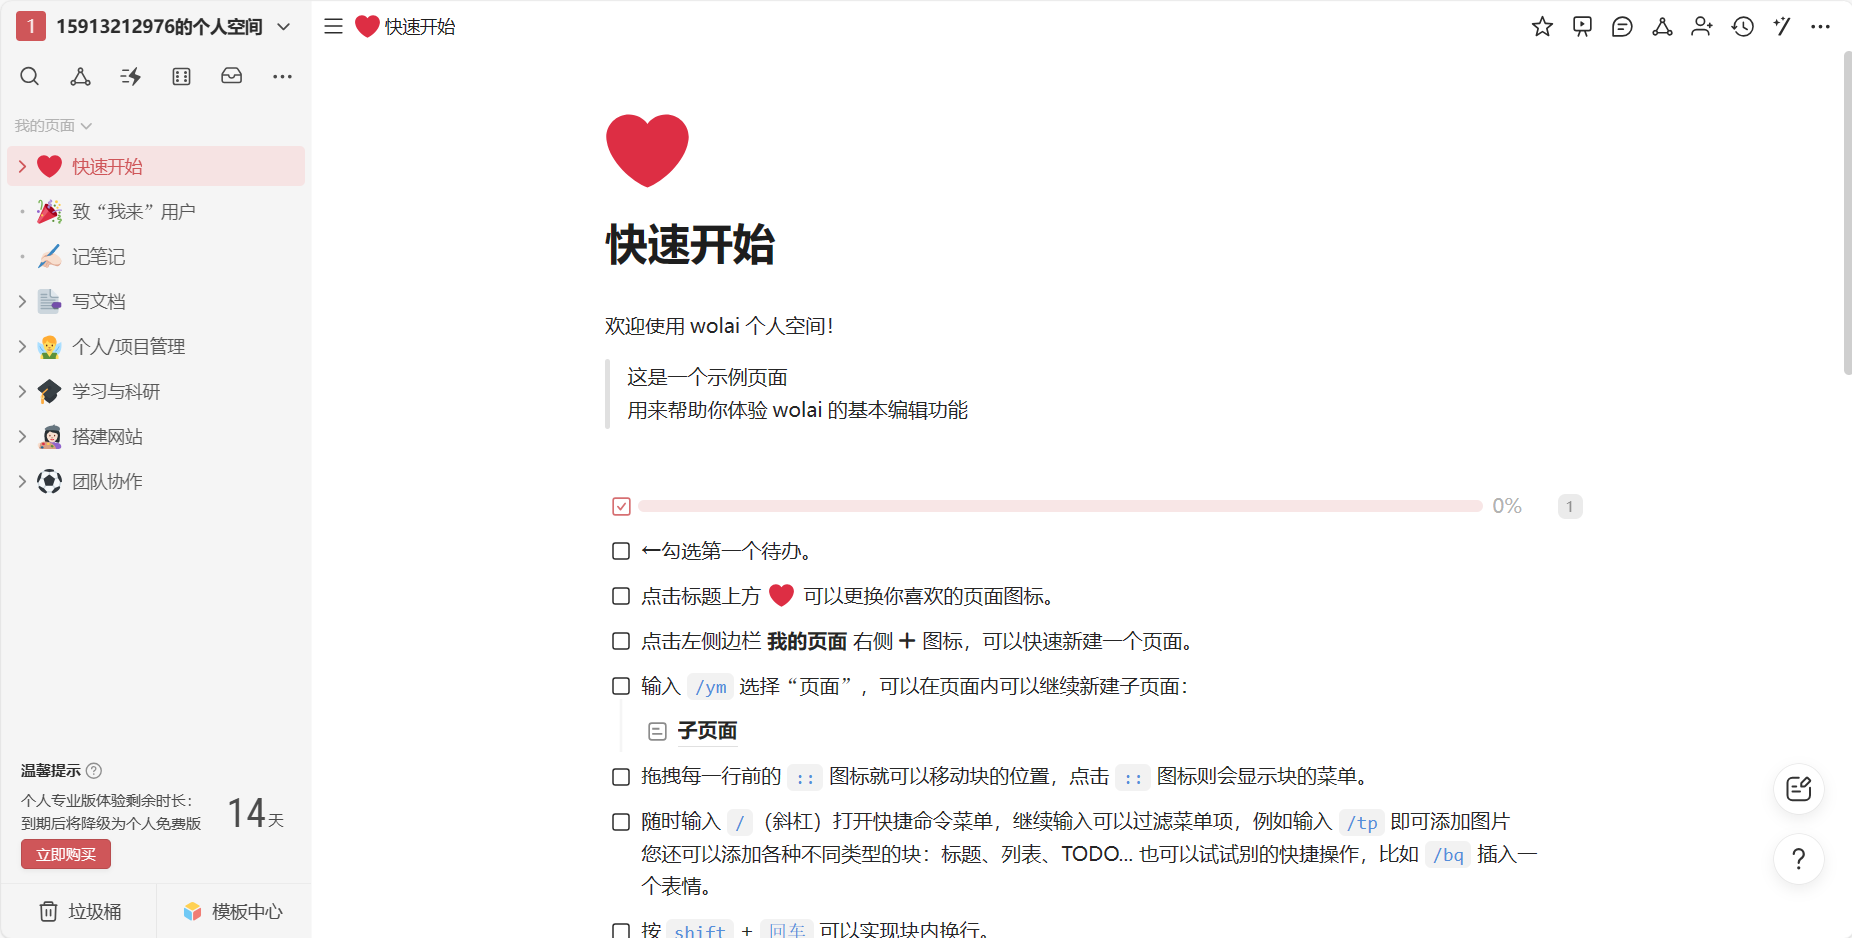 1 15913212976的个人空间
我的页面
快速开始
致“我来”用户
记笔记
写文档
个人/项目管理
学习与科研
搭建网站
团队协作
温馨提示 ?
个人专业版体验剩余时长：
到期后将降级为个人免费版
14天
立即购买
垃圾桶
模板中心
快速开始
快速开始
欢迎使用 wolai 个人空间！
这是一个示例页面
用来帮助你体验 wolai 的基本编辑功能
0% 1
←勾选第一个待办。
点击标题上方 ❤️ 可以更换你喜欢的页面图标。
点击左侧边栏 我的页面 右侧 + 图标，可以快速新建一个页面。
输入 /ym 选择“页面”，可以在页面内可以继续新建子页面：
子页面
拖拽每一行前的 :: 图标就可以移动块的位置，点击 :: 图标则会显示块的菜单。
随时输入 / （斜杠）打开快捷命令菜单，继续输入可以过滤菜单项，例如输入 /tp 即可添加图片
您还可以添加各种不同类型的块：标题、列表、TODO... 也可以试试别的快捷操作，比如 /bq 插入一
个表情。
按 shift + 回车 可以实现块内换行。
?